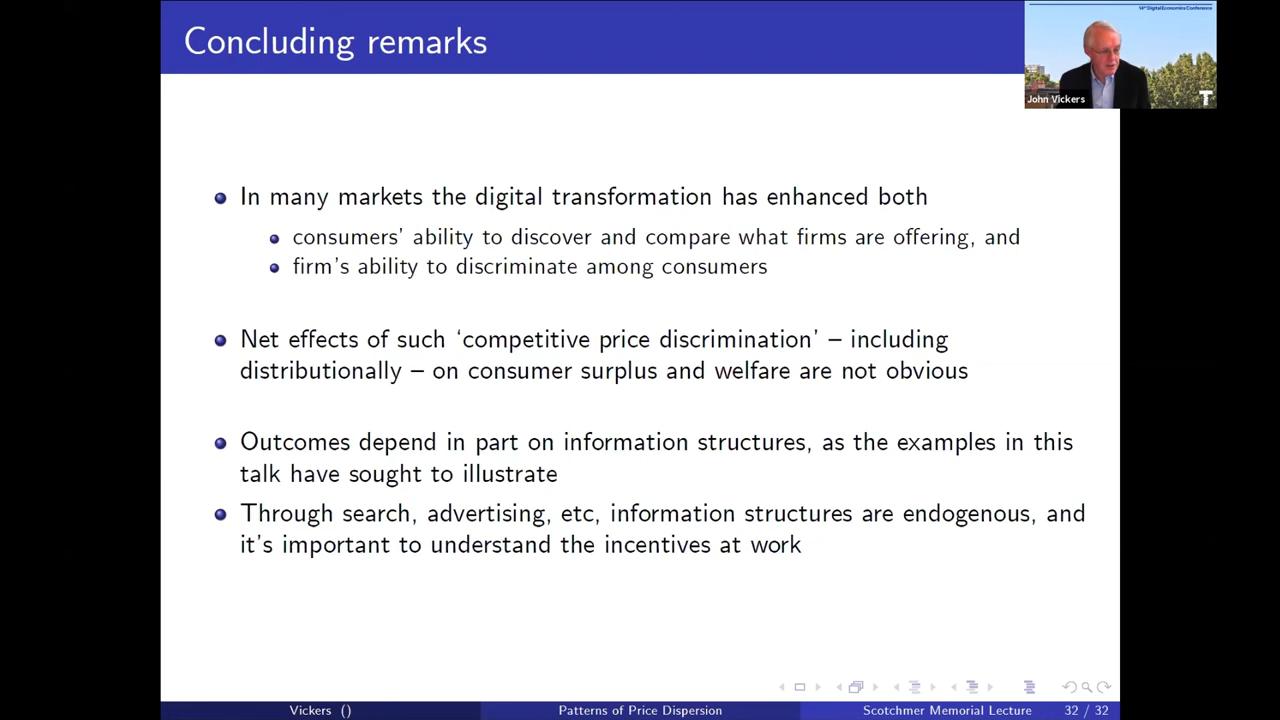 Concluding remarks
14th Digital Economics Conference
John Vickers
T
In many markets the digital transformation has enhanced both
consumers' ability to discover and compare what firms are offering, and
firm's ability to discriminate among consumers
Net effects of such ‘competitive price discrimination’ – including
distributionally – on consumer surplus and welfare are not obvious
Outcomes depend in part on information structures, as the examples in this
talk have sought to illustrate
Through search, advertising, etc, information structures are endogenous, and
it's important to understand the incentives at work
Vickers () Patterns of Price Dispersion Scotchmer Memorial Lecture 32 / 32